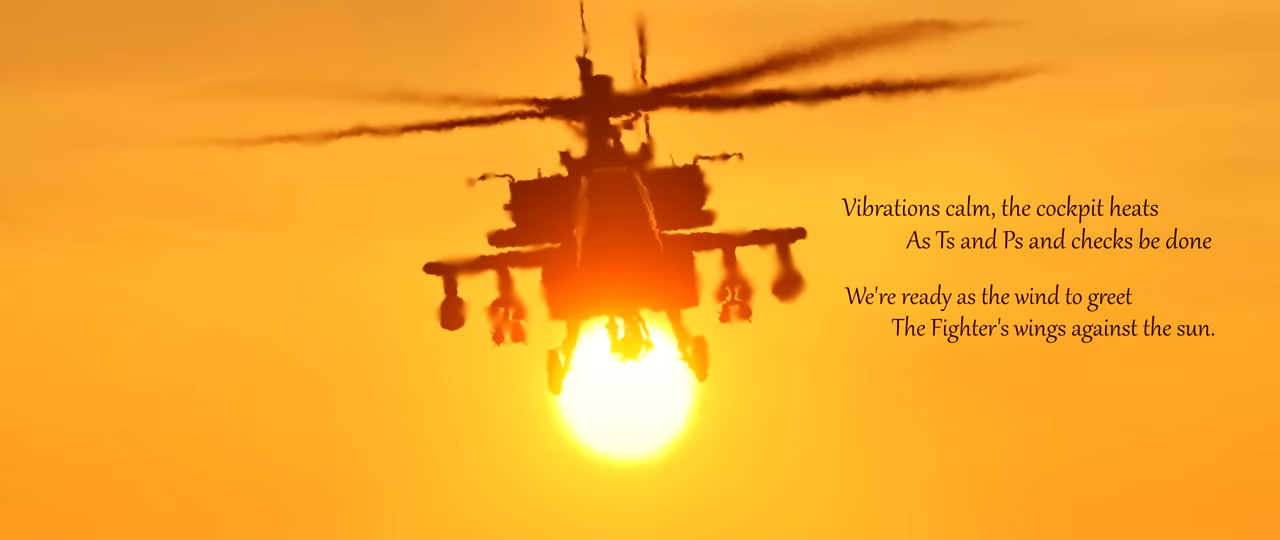 Vibrations calm, the cockpit heats
As Ts and Ps and checks be done
We're ready as the wind to greet
The Fighter's wings against the sun.